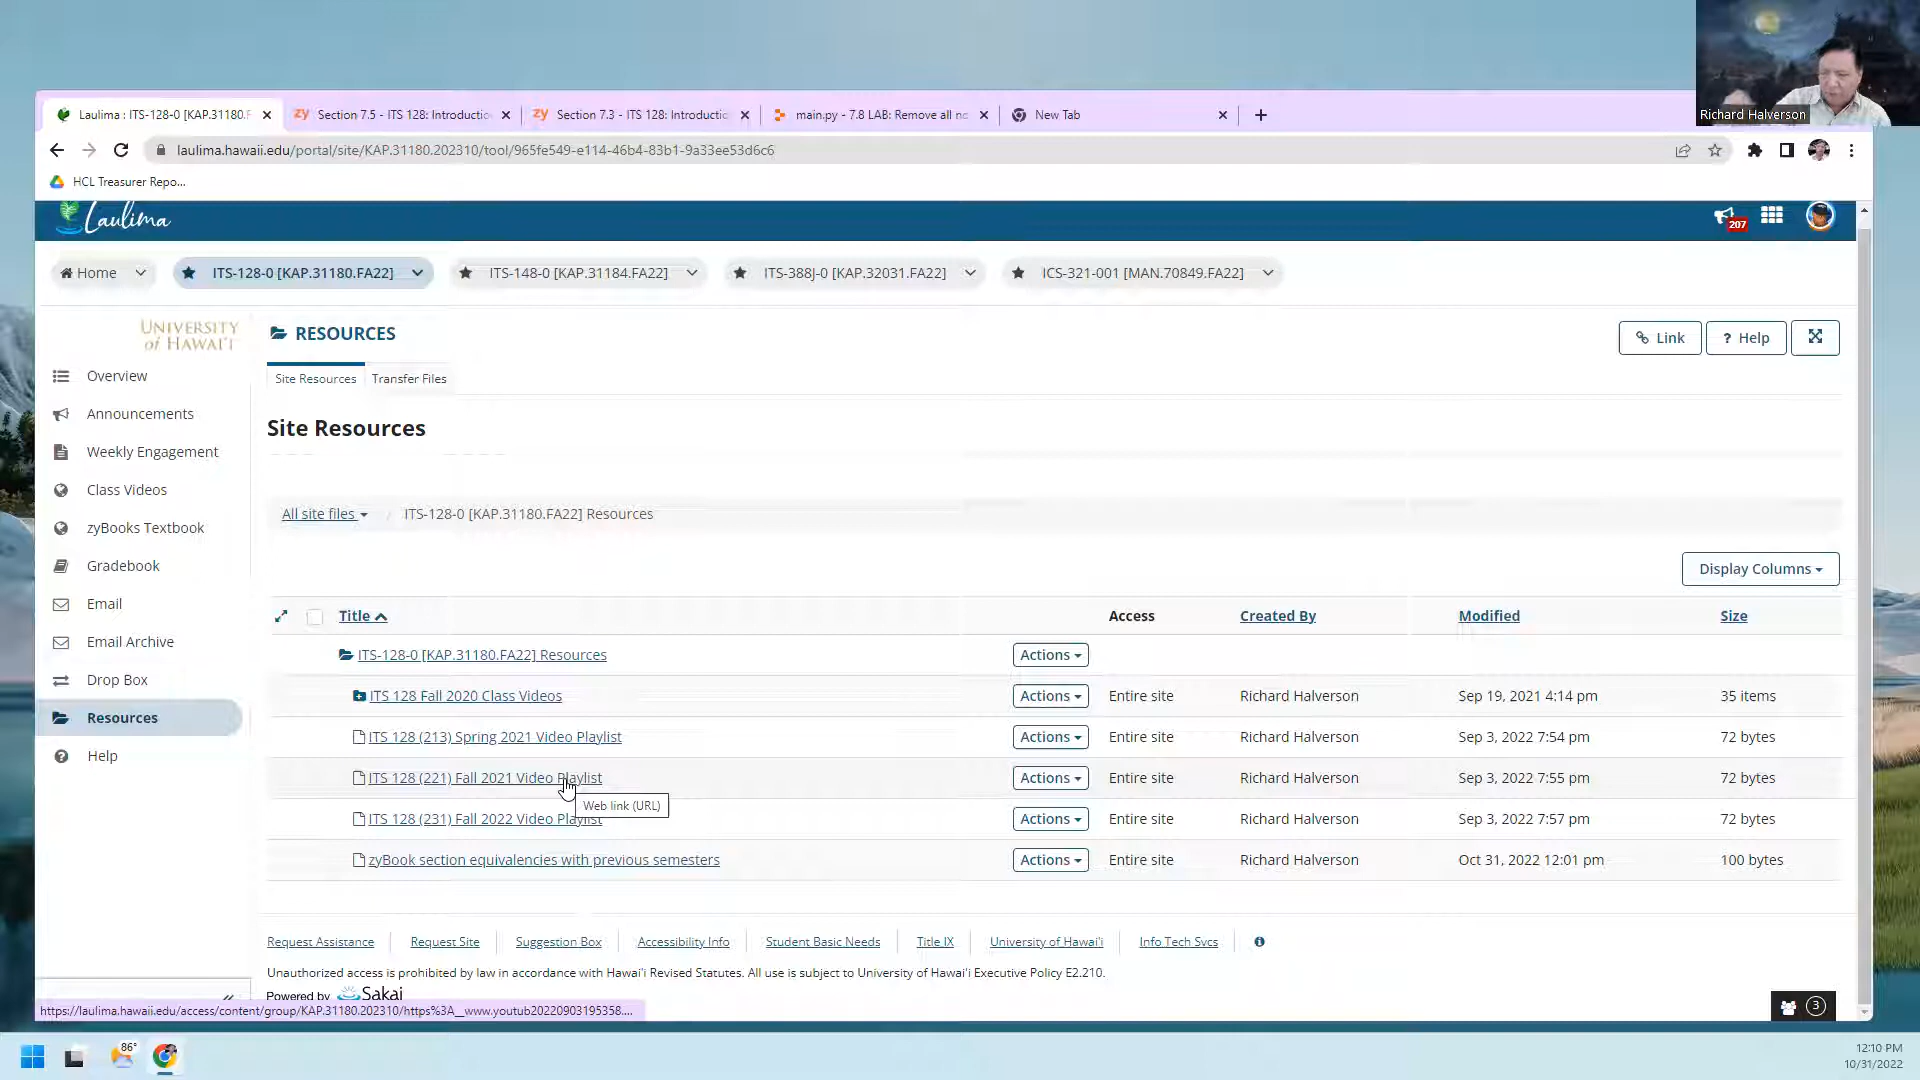 Richard Halverson
Laulima : ITS-128-0 [KAP.31180.F
Section 7.5 - ITS 128: Introductio
Section 7.3 - ITS 128: Introductio
main.py - 7.8 LAB: Remove all no
New Tab
laulima.hawaii.edu/portal/site/KAP.31180.202310/tool/965fe549-e114-46b4-83b1-9a33ee53d6c6
HCL Treasurer Repo...
Laulima
207
Home
ITS-128-0 [KAP.31180.FA22]
ITS-148-0 [KAP.31184.FA22]
ITS-388J-0 [KAP.32031.FA22]
ICS-321-001 [MAN.70849.FA22]
UNIVERSITY
of HAWAI'I
Overview
Announcements
Weekly Engagement
Class Videos
zyBooks Textbook
Gradebook
Email
Email Archive
Drop Box
Resources
Help
RESOURCES
Link
? Help
Site Resources
Transfer Files
Site Resources
All site files
/ ITS-128-0 [KAP.31180.FA22] Resources
Display Columns
Title Access Created By Modified Size
ITS-128-0 [KAP.31180.FA22] Resources Actions
ITS 128 Fall 2020 Class Videos Actions Entire site Richard Halverson Sep 19, 2021 4:14 pm 35 items
ITS 128 (213) Spring 2021 Video Playlist Actions Entire site Richard Halverson Sep 3, 2022 7:54 pm 72 bytes
ITS 128 (221) Fall 2021 Video Playlist Actions Entire site Richard Halverson Sep 3, 2022 7:55 pm 72 bytes
Web link (URL)
ITS 128 (231) Fall 2022 Video Playlist Actions Entire site Richard Halverson Sep 3, 2022 7:57 pm 72 bytes
zyBook section equivalencies with previous semesters Actions Entire site Richard Halverson Oct 31, 2022 12:01 pm 100 bytes
Request Assistance
Request Site
Suggestion Box
Accessibility Info
Student Basic Needs
Title IX
University of Hawai'i
Info.Tech Svcs
Unauthorized access is prohibited by law in accordance with Hawai'i Revised Statutes. All use is subject to University of Hawai'i Executive Policy E2.210.
Powered by Sakai
https://laulima.hawaii.edu/access/content/group/KAP.31180.202310/https%3A__www.youtub20220903195358....
3
86°
12:10 PM
10/31/2022